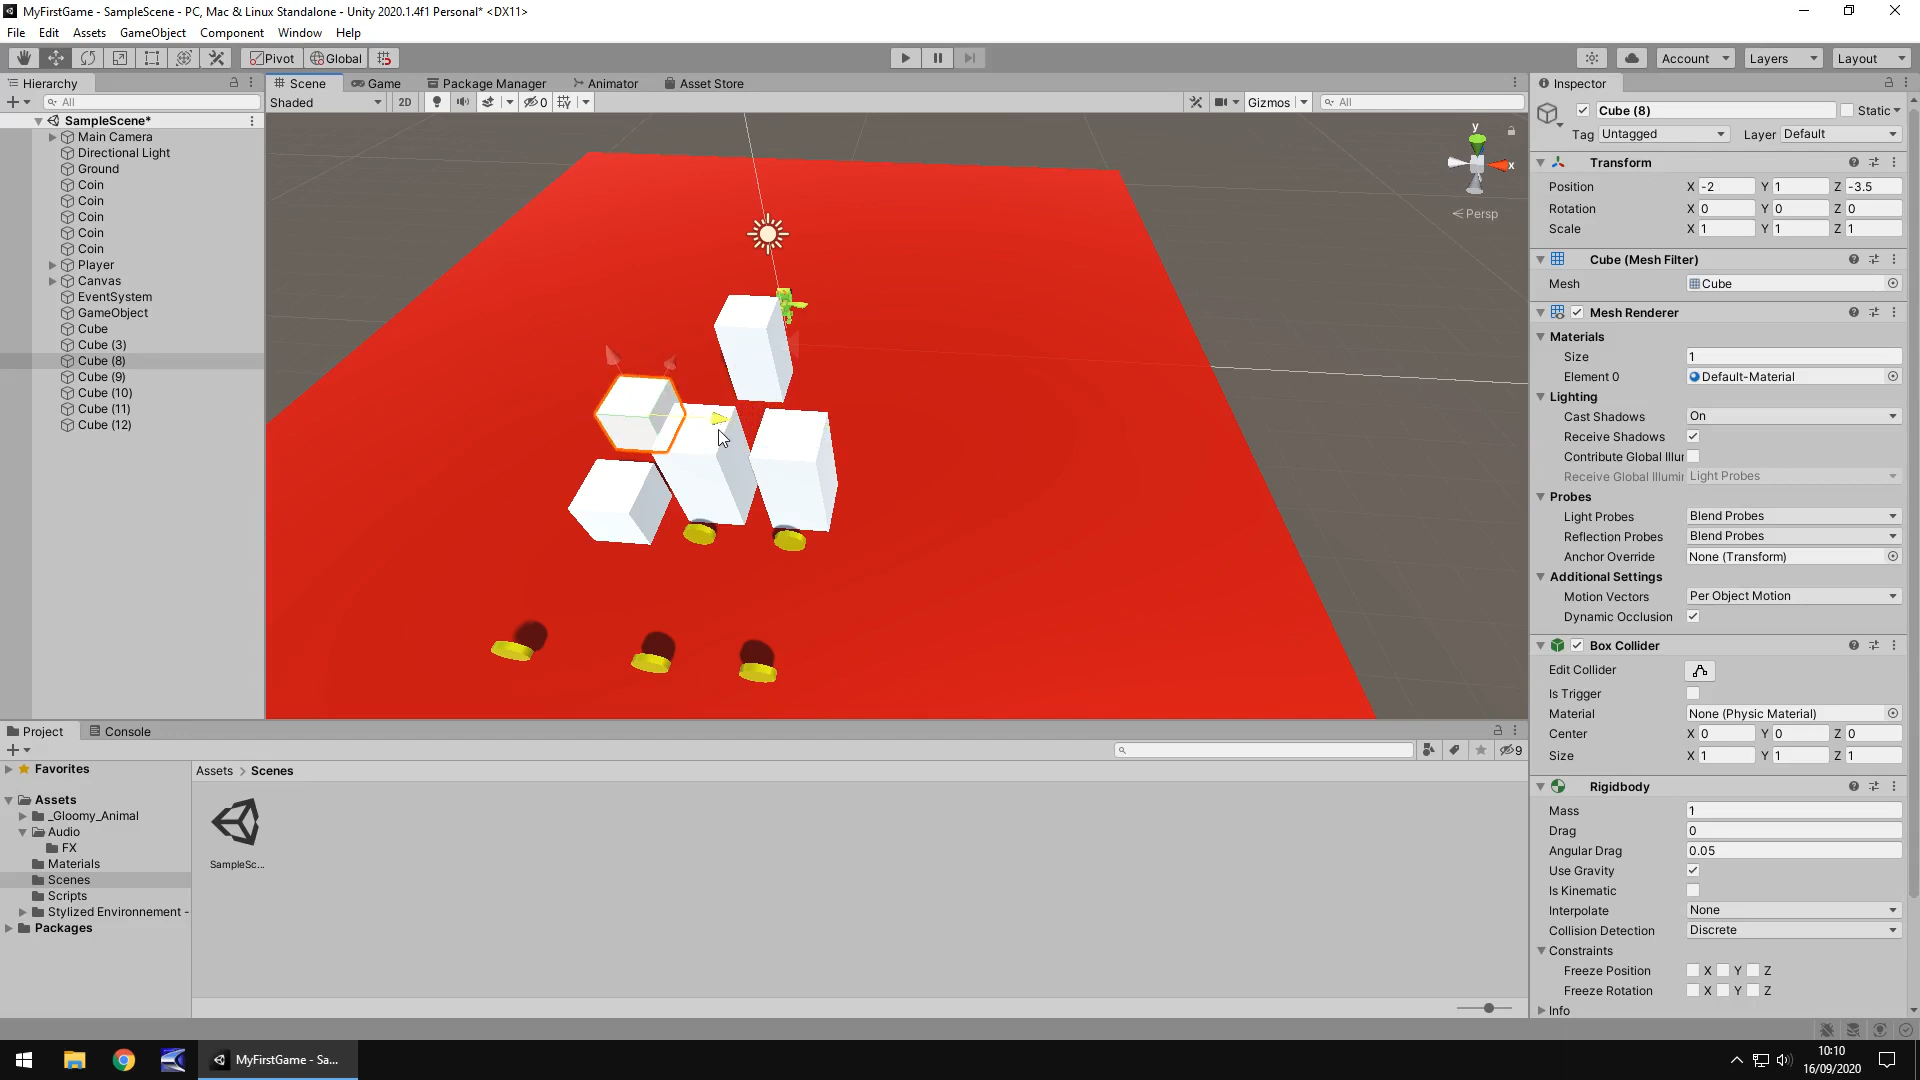 MyFirstGame - SampleScene - PC, Mac & Linux Standalone - Unity 2020.1.4f1 Personal* <DX11>
File Edit Assets GameObject Component Window Help
Pivot Global Account Layers Layout
Hierarchy
All
SampleScene*
Main Camera
Directional Light
Ground
Coin
Coin
Coin
Coin
Coin
Player
Canvas
EventSystem
GameObject
Cube
Cube (3)
Cube (8)
Cube (9)
Cube (10)
Cube (11)
Cube (12)
Scene Game Package Manager Animator Asset Store
Shaded 2D 0 Gizmos All
y
x
Persp
Inspector
Cube (8) Static
Tag Untagged Layer Default
Transform
Position X -2 Y 1 Z -3.5
Rotation X 0 Y 0 Z 0
Scale X 1 Y 1 Z 1
Cube (Mesh Filter)
Mesh Cube
Mesh Renderer
Materials
Size 1
Element 0 Default-Material
Lighting
Cast Shadows On
Receive Shadows
Contribute Global Illur
Receive Global Illumir Light Probes
Probes
Light Probes Blend Probes
Reflection Probes Blend Probes
Anchor Override None (Transform)
Additional Settings
Motion Vectors Per Object Motion
Dynamic Occlusion
Box Collider
Edit Collider
Is Trigger
Material None (Physic Material)
Center X 0 Y 0 Z 0
Size X 1 Y 1 Z 1
Rigidbody
Mass 1
Drag 0
Angular Drag 0.05
Use Gravity
Is Kinematic
Interpolate None
Collision Detection Discrete
Constraints
Freeze Position X Y Z
Freeze Rotation X Y Z
Info
Project Console
9
Favorites
Assets
_Gloomy_Animal
Audio
FX
Materials
Scenes
Scripts
Stylized Environnement -
Packages
Assets > Scenes
SampleSc...
MyFirstGame - Sa...
10:10
16/09/2020